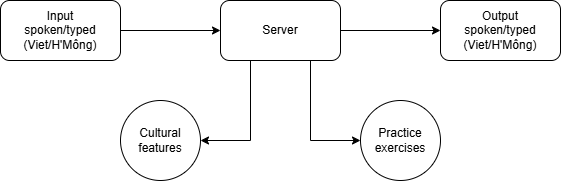 Input
spoken/typed
(Viet/H'Mông)
Server
Output
spoken/typed
(Viet/H'Mông)
Cultural
features
Practice
exercises